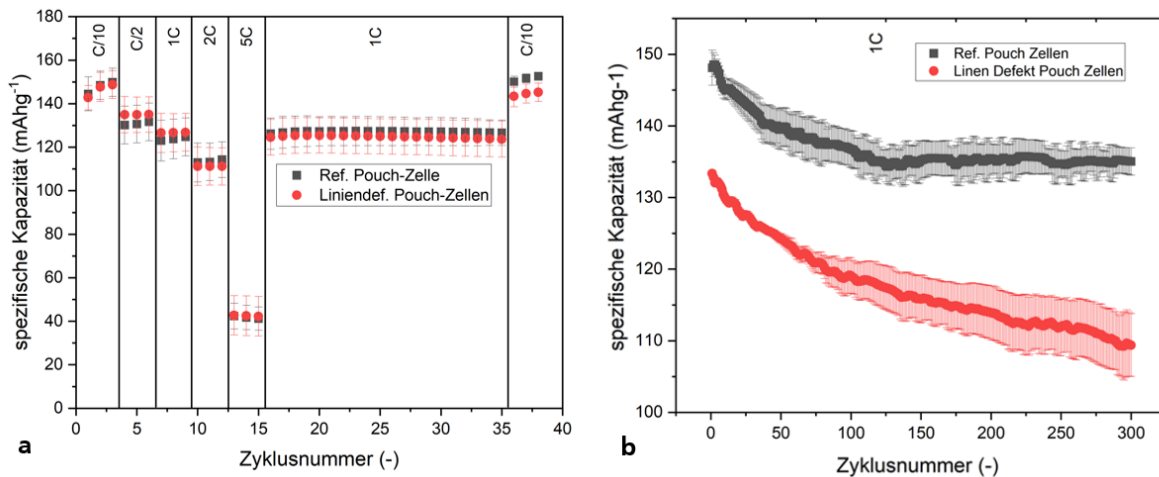 spezifische Kapazität (mAhg-1)
180
160
140
120
100
80
60
40
20
0
C/10
C/2
1C
2C
5C
1C
C/10
Ref. Pouch-Zelle
Liniendef. Pouch-Zellen
0 5 10 15 20 25 30 35 40
Zyklusnummer (-)
a
spezifische Kapazität (mAhg-1)
150
140
130
120
110
100
1C
Ref. Pouch Zellen
Linen Defekt Pouch Zellen
0 50 100 150 200 250 300
Zyklusnummer (-)
b